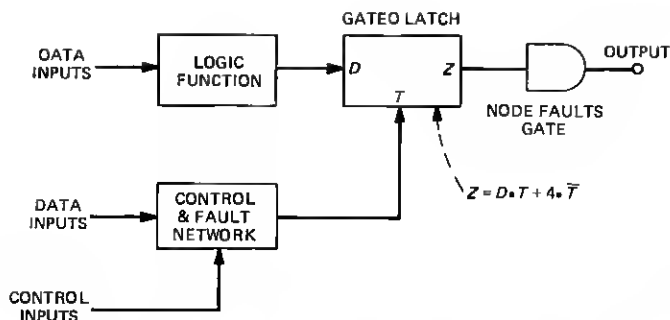 GATEO LATCH
OATA
INPUTS
LOGIC
FUNCTION
D
Z
T
OUTPUT
NODE FAULTS
GATE
Z = D • T + 4 • T̅
DATA
INPUTS
CONTROL
& FAULT
NETWORK
CONTROL
INPUTS